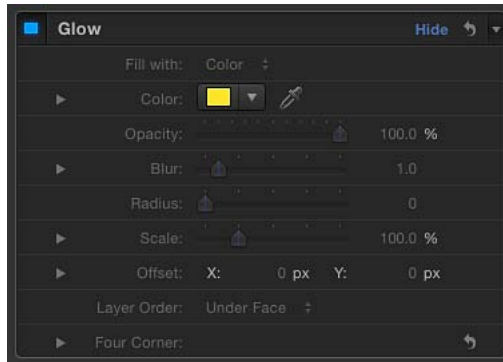 Glow Hide
Fill with: Color
Color:
Opacity: 100.0 %
Blur: 1.0
Radius: 0
Scale: 100.0 %
Offset: X: 0 px Y: 0 px
Layer Order: Under Face
Four Corner: